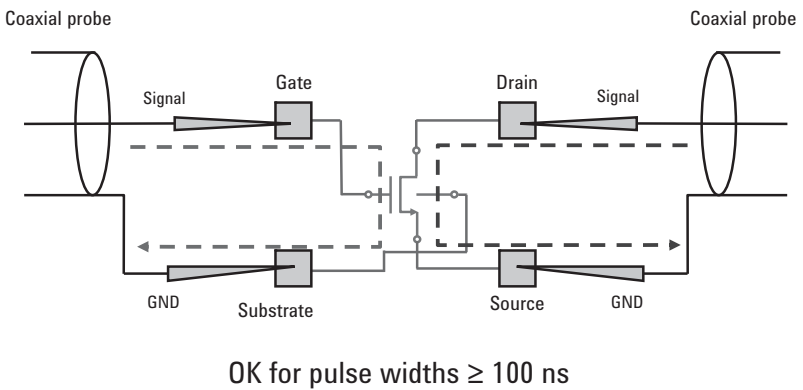 Coaxial probe
Coaxial probe
Gate
Drain
Signal
Signal
GND
Substrate
Source
GND
OK for pulse widths ≥ 100 ns